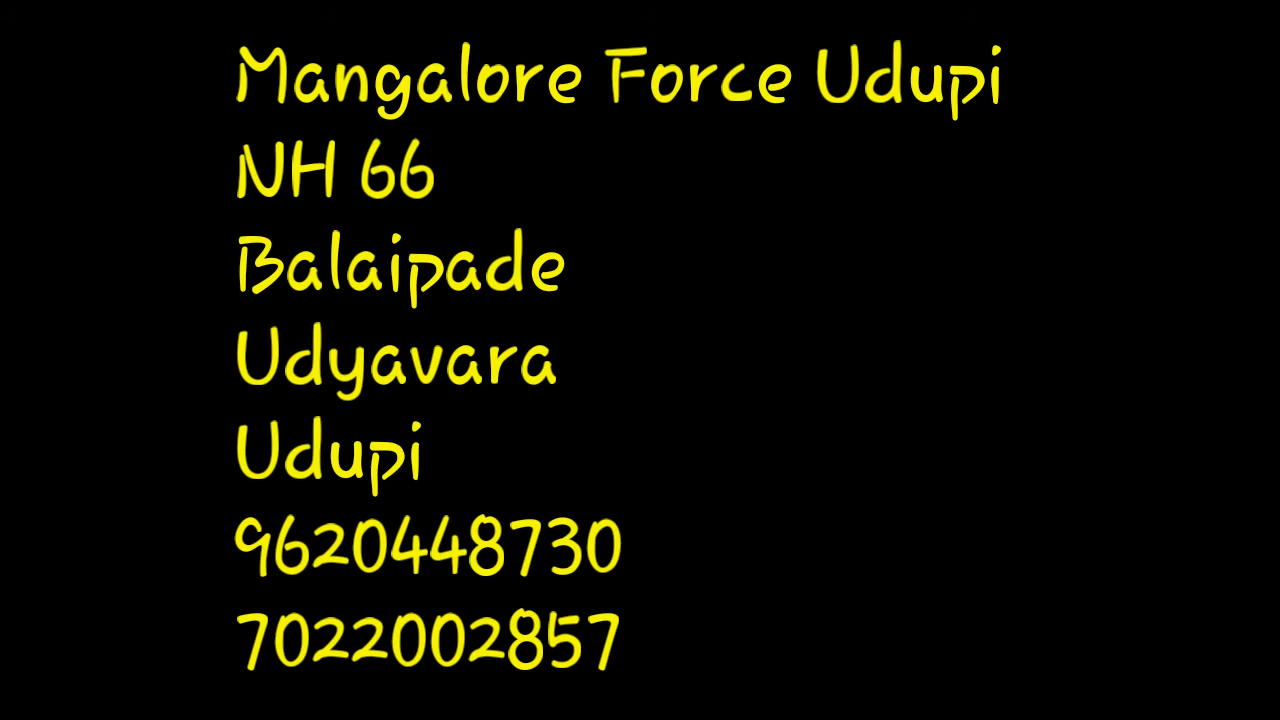 Mangalore Force Udupi
NH 66
Balaipade
Udyavara
Udupi
9620448730
7022002857